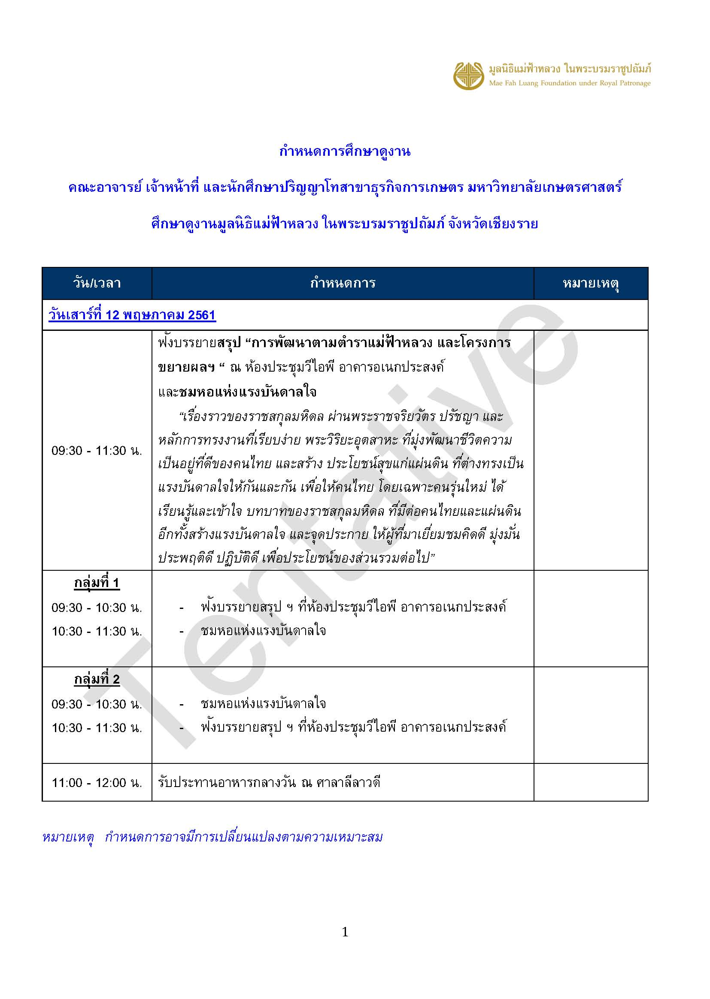 มูลนิธิแม่ฟ้าหลวง ในพระบรมราชูปถัมภ์
Mae Fah Luang Foundation under Royal Patronage
กำหนดการศึกษาดูงาน
คณะอาจารย์ เจ้าหน้าที่ และนักศึกษาปริญญาโทสาขาธุรกิจการเกษตร มหาวิทยาลัยเกษตรศาสตร์
ศึกษาดูงานมูลนิธิแม่ฟ้าหลวง ในพระบรมราชูปถัมภ์ จังหวัดเชียงราย
วัน/เวลา กำหนดการ หมายเหตุ
วันเสาร์ที่ 12 พฤษภาคม 2561
09:30 - 11:30 น.
ฟังบรรยายสรุป “การพัฒนาตามตำราแม่ฟ้าหลวง และโครงการ
ขยายผลฯ “ ณ ห้องประชุมวีไอพี อาคารอเนกประสงค์
และชมหอแห่งแรงบันดาลใจ
“เรื่องราวของราชสกุลมหิดล ผ่านพระราชจริยวัตร ปรัชญา และ
หลักการทรงงานที่เรียบง่าย พระวิริยะอุตสาหะ ที่มุ่งพัฒนาชีวิตความ
เป็นอยู่ที่ดีของคนไทย และสร้าง ประโยชน์สุขแก่แผ่นดิน ที่ต่างทรงเป็น
แรงบันดาลใจให้กันและกัน เพื่อให้คนไทย โดยเฉพาะคนรุ่นใหม่ ได้
เรียนรู้และเข้าใจ บทบาทของราชสกุลมหิดล ที่มีต่อคนไทยและแผ่นดิน
อีกทั้งสร้างแรงบันดาลใจ และจุดประกาย ให้ผู้ที่มาเยี่ยมชมคิดดี มุ่งมั่น
ประพฤติดี ปฏิบัติดี เพื่อประโยชน์ของส่วนรวมต่อไป”
กลุ่มที่ 1
09:30 - 10:30 น. - ฟังบรรยายสรุป ฯ ที่ห้องประชุมวีไอพี อาคารอเนกประสงค์
10:30 - 11:30 น. - ชมหอแห่งแรงบันดาลใจ
กลุ่มที่ 2
09:30 - 10:30 น. - ชมหอแห่งแรงบันดาลใจ
10:30 - 11:30 น. - ฟังบรรยายสรุป ฯ ที่ห้องประชุมวีไอพี อาคารอเนกประสงค์
11:00 - 12:00 น. รับประทานอาหารกลางวัน ณ ศาลาลีลาวดี
Tentative
หมายเหตุ กำหนดการอาจมีการเปลี่ยนแปลงตามความเหมาะสม
1